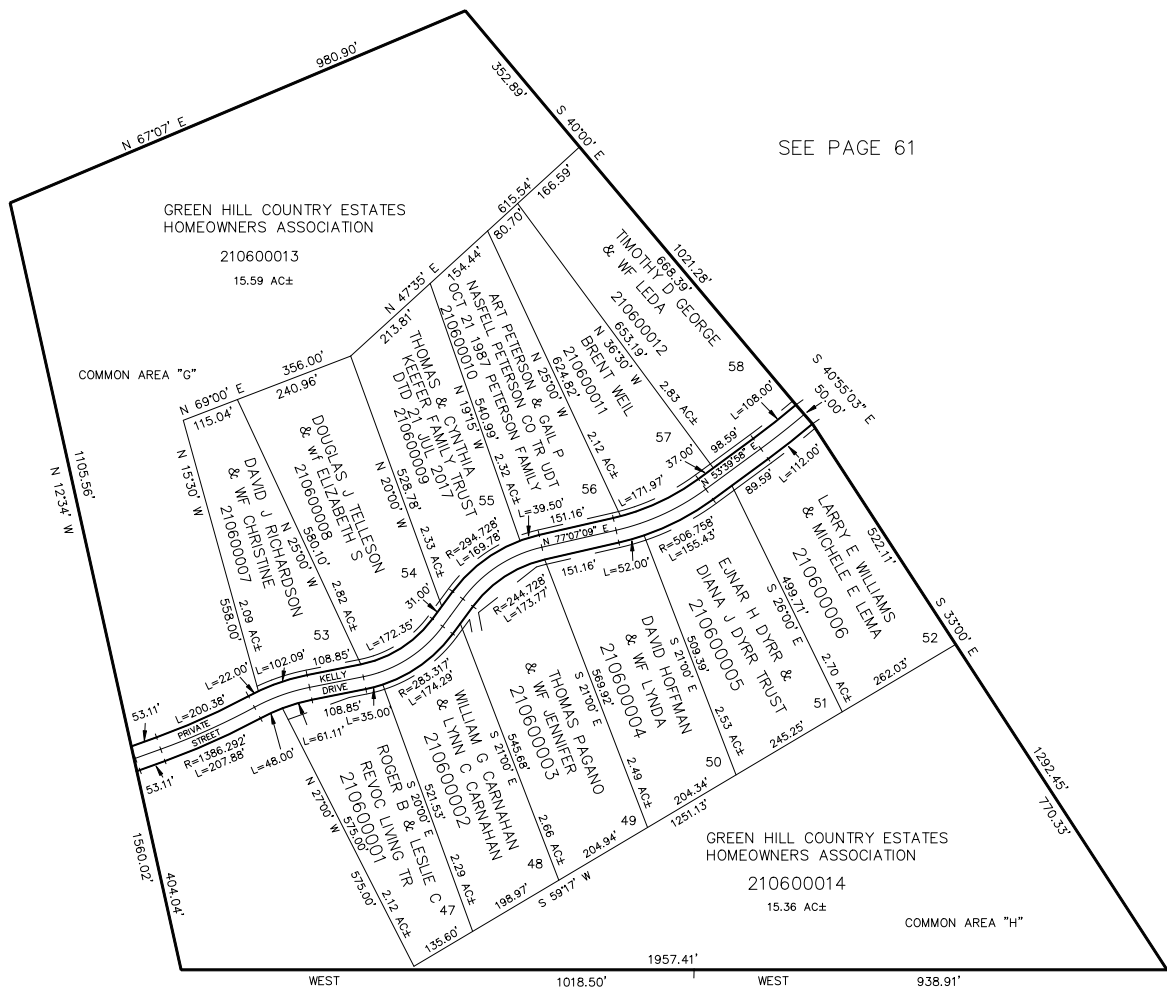 980.90'
N 67°07' E
352.89'
S 40°00' E
SEE PAGE 61
GREEN HILL COUNTRY ESTATES
HOMEOWNERS ASSOCIATION
210600013
15.59 AC±
COMMON AREA "G"
1105.56'
N 12°34' W
N 69°00' E
356.00'
115.04'
240.96'
N 47°35' E
213.81'
154.44'
615.54'
80.70'
166.59'
1021.28'
668.39'
TIMOTHY D GEORGE
& WF LEDA
210600012
58
N 36°30' W
653.19'
2.83 AC±
BRENT WEIL
210600011
57
N 25°00' W
624.82'
2.12 AC±
ART PETERSON & GAIL P
NASFELL PETERSON CO TR UDT
OCT 21 1987 PETERSON FAMILY
210600010
56
N 19°15' W
540.99'
2.32 AC±
THOMAS & CYNTHIA
KEEFER FAMILY TRUST
DTD 21 JUL 2017
210600009
55
N 20°00' W
528.78'
2.33 AC±
DOUGLAS J TELLESON
& wf ELIZABETH S
210600008
54
N 25°00' W
580.10'
2.82 AC±
DAVID J RICHARDSON
& WF CHRISTINE
210600007
53
N 15°30' W
558.00'
2.09 AC±
S 40°55'03" E
50.00'
L=108.00'
98.59'
37.00'
N 53°39'58" E
L=112.00'
89.59'
L=171.97'
R=506.758'
L=155.43'
L=39.50'
151.16'
N 77°07'09" E
151.16'
L=52.00'
R=294.728'
L=169.78'
R=244.728'
L=173.77'
31.00'
L=172.35'
R=283.317'
L=174.29'
108.85'
KELLY
DRIVE
108.85'
L=35.00'
L=102.09'
L=22.00'
L=61.11'
L=48.00'
53.11'
L=200.38'
PRIVATE
STREET
R=1386.292'
L=207.88'
53.11'
LARRY E WILLIAMS
& MICHELE E LEMA
210600006
52
522.11'
S 33°00' E
262.03'
S 26°00' E
499.71'
2.70 AC±
EJNAR H DYRR &
DIANA J DYRR TRUST
210600005
51
245.25'
S 21°00' E
509.39'
2.53 AC±
DAVID HOFFMAN
& WF LYNDA
210600004
50
204.34'
1251.13'
S 21°00' E
569.92'
2.49 AC±
THOMAS PAGANO
& WF JENNIFER
210600003
49
204.94'
S 59°17' W
S 21°00' E
545.68'
2.66 AC±
WILLIAM G CARNAHAN
& LYNN C CARNAHAN
210600002
48
198.97'
S 20°00' E
521.53'
2.29 AC±
ROGER B & LESLIE C
REVOC LIVING TR
210600001
47
135.60'
N 27°00' W
575.00'
575.00'
2.12 AC±
1560.02'
404.04'
1292.45'
770.33'
GREEN HILL COUNTRY ESTATES
HOMEOWNERS ASSOCIATION
210600014
15.36 AC±
COMMON AREA "H"
1957.41'
WEST
1018.50'
WEST
938.91'